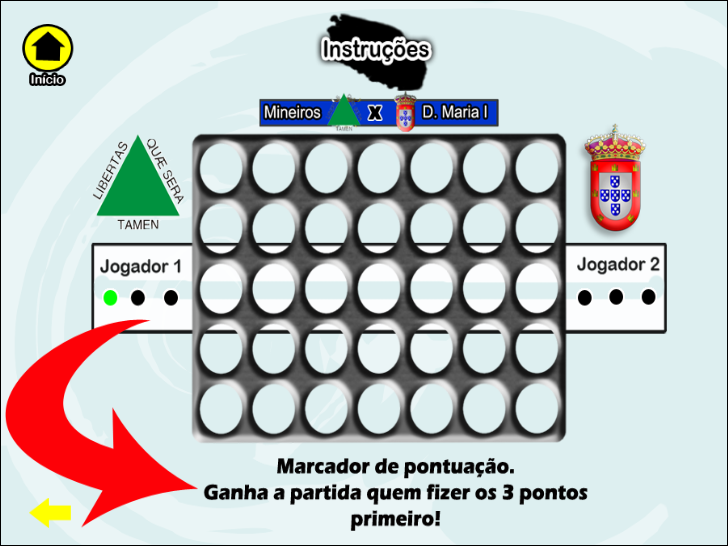 Instruções
Início
Mineiros X D. Maria I
TAMEN
LIBERTAS QUÆ SERA
TAMEN
Jogador 1
Jogador 2
Marcador de pontuação.
Ganha a partida quem fizer os 3 pontos
primeiro!